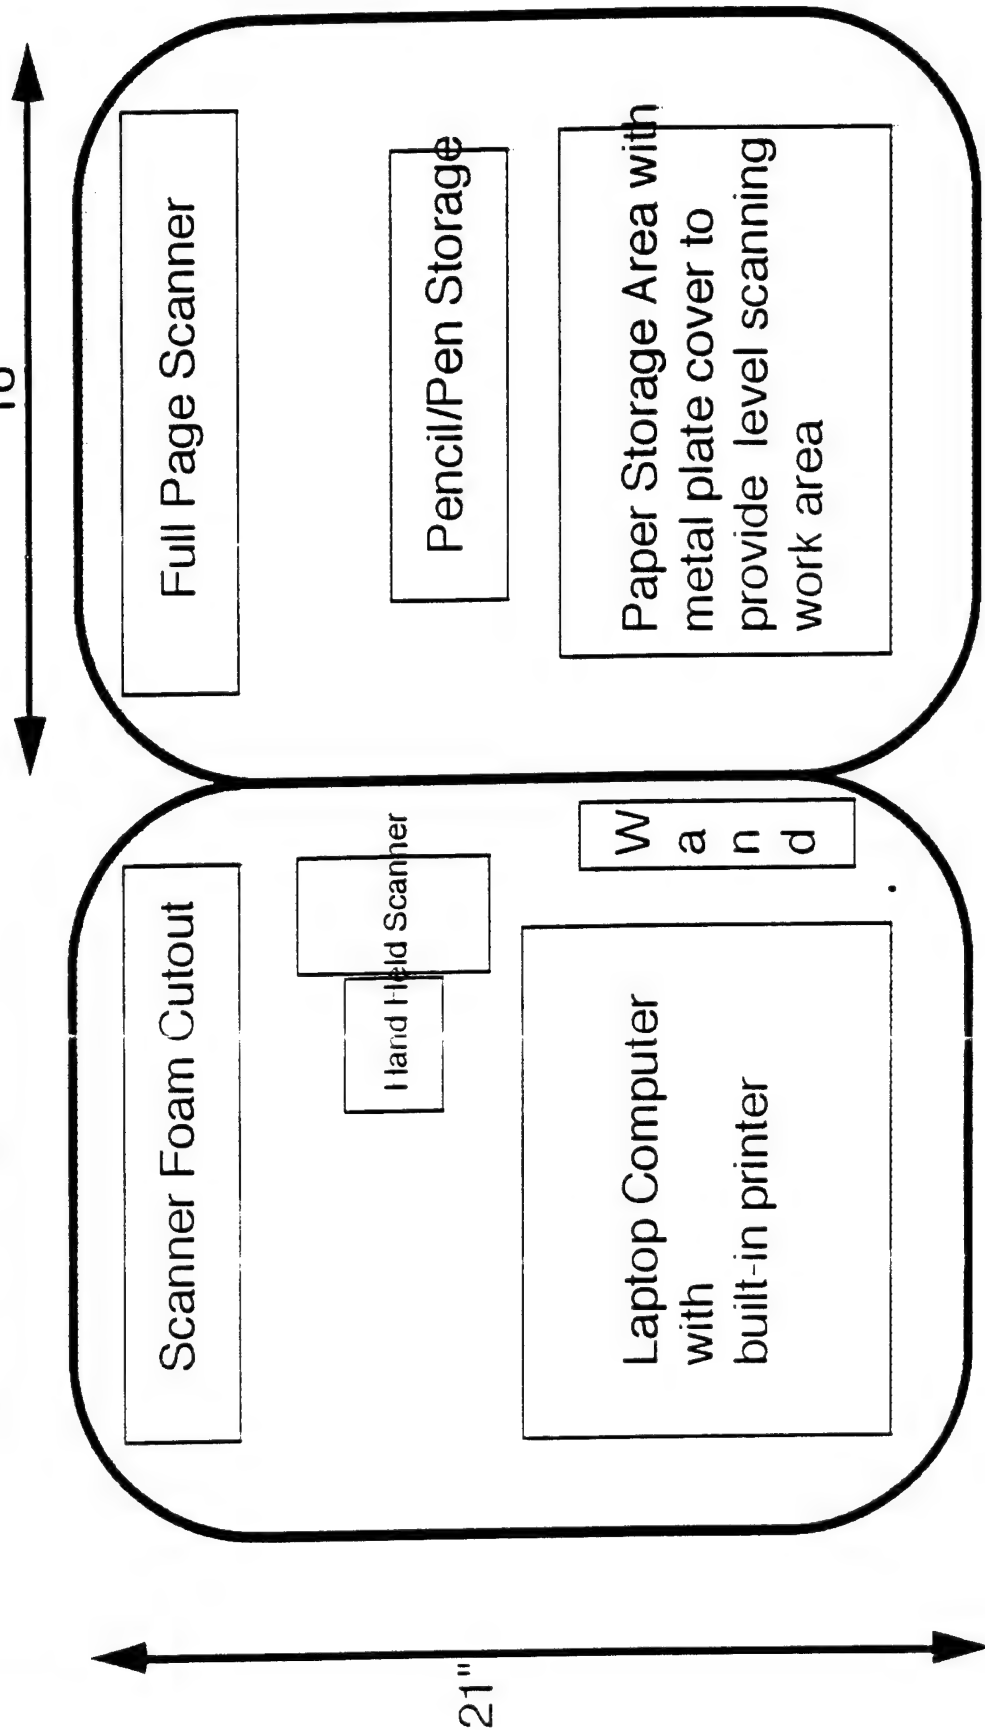 Scanner Foam Cutout
Full Page Scanner
Hand Held Scanner
Pencil/Pen Storage
21"
Laptop Computer
with
built-in printer
W
a
n
d
Paper Storage Area with
metal plate cover to
provide level scanning
work area